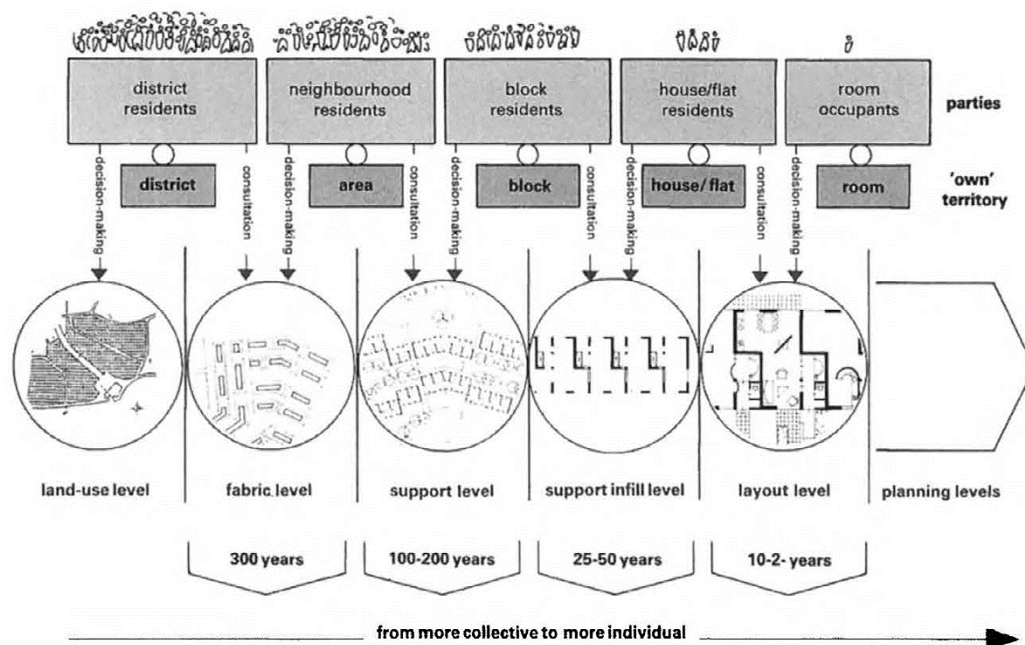 district
residents
neighbourhood
residents
block
residents
house/flat
residents
room
occupants
parties
district
area
block
house/flat
room
'own'
territory
decision-making
consultation
decision-making
consultation
decision-making
consultation
decision-making
consultation
decision-making
land-use level
fabric level
support level
support infill level
layout level
planning levels
300 years
100-200 years
25-50 years
10-2- years
from more collective to more individual